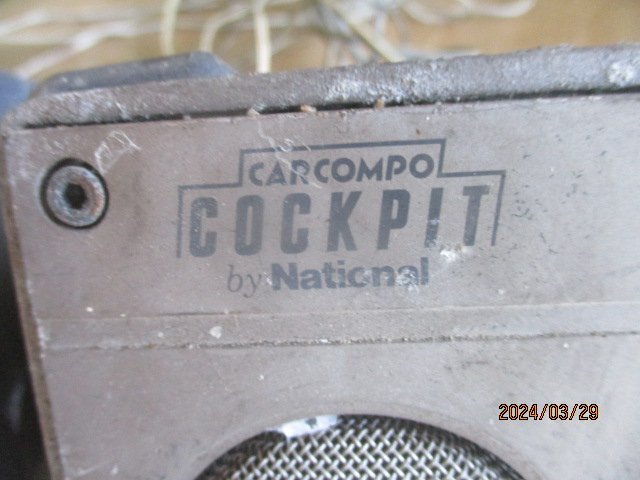 CARCOMPO
COCKPIT
by National
2024/03/29